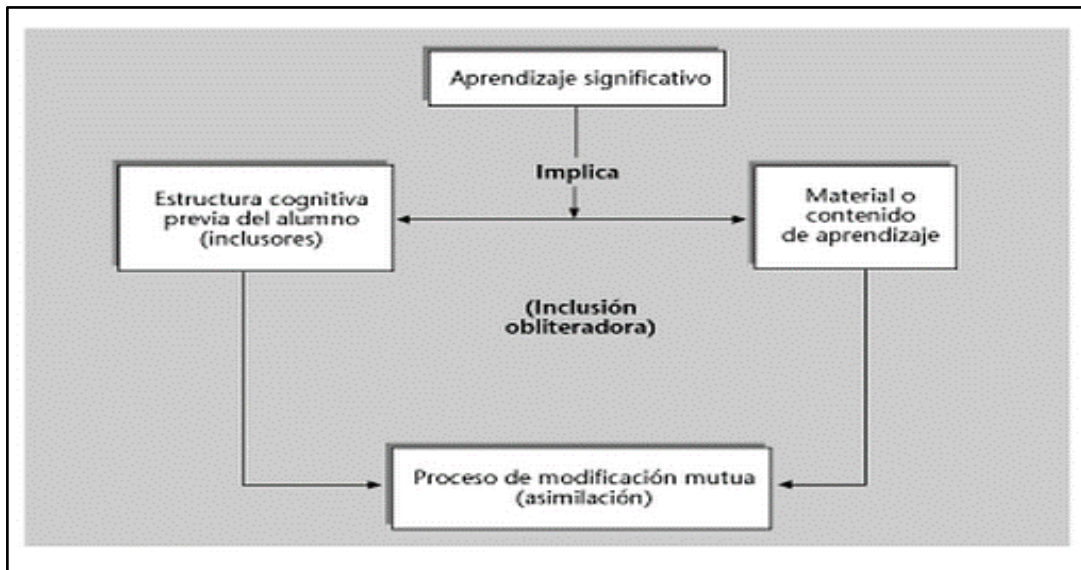 Aprendizaje significativo
Implica
Estructura cognitiva
previa del alumno
(inclusores)
Material o
contenido
de aprendizaje
(Inclusión
obliteradora)
Proceso de modificación mutua
(asimilación)